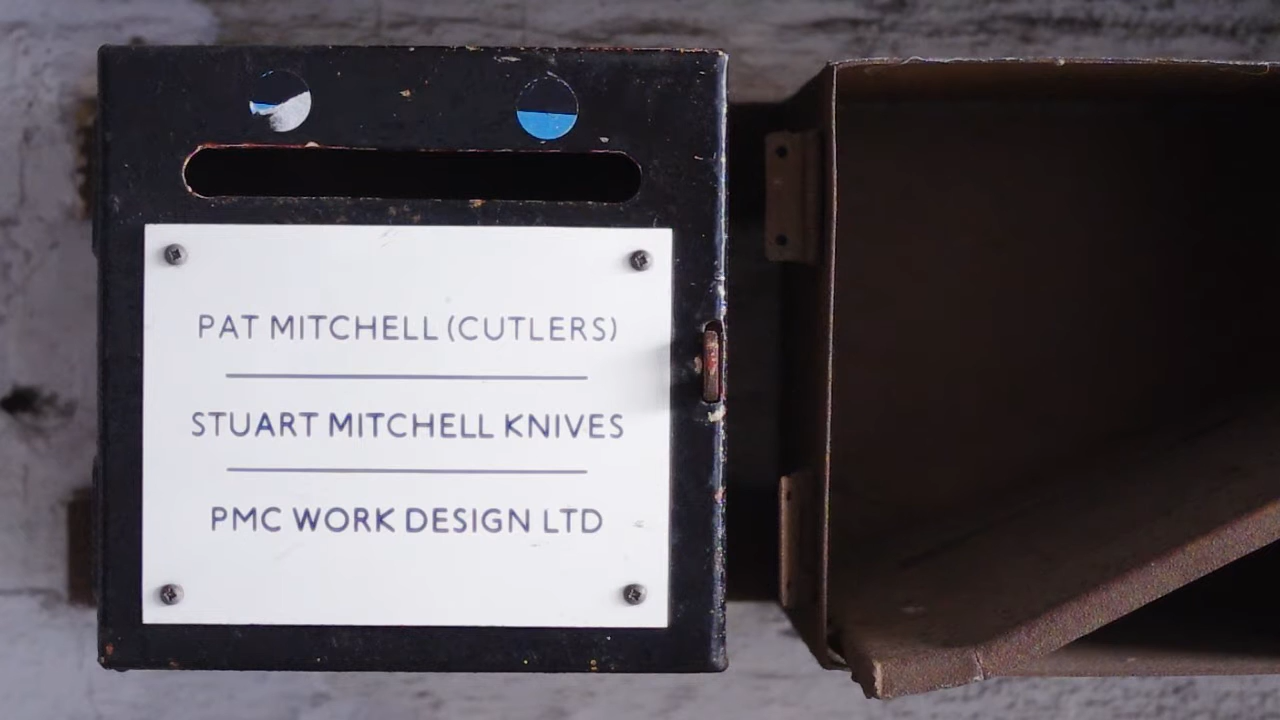 PAT MITCHELL (CUTLERS)
STUART MITCHELL KNIVES
PMC WORK DESIGN LTD